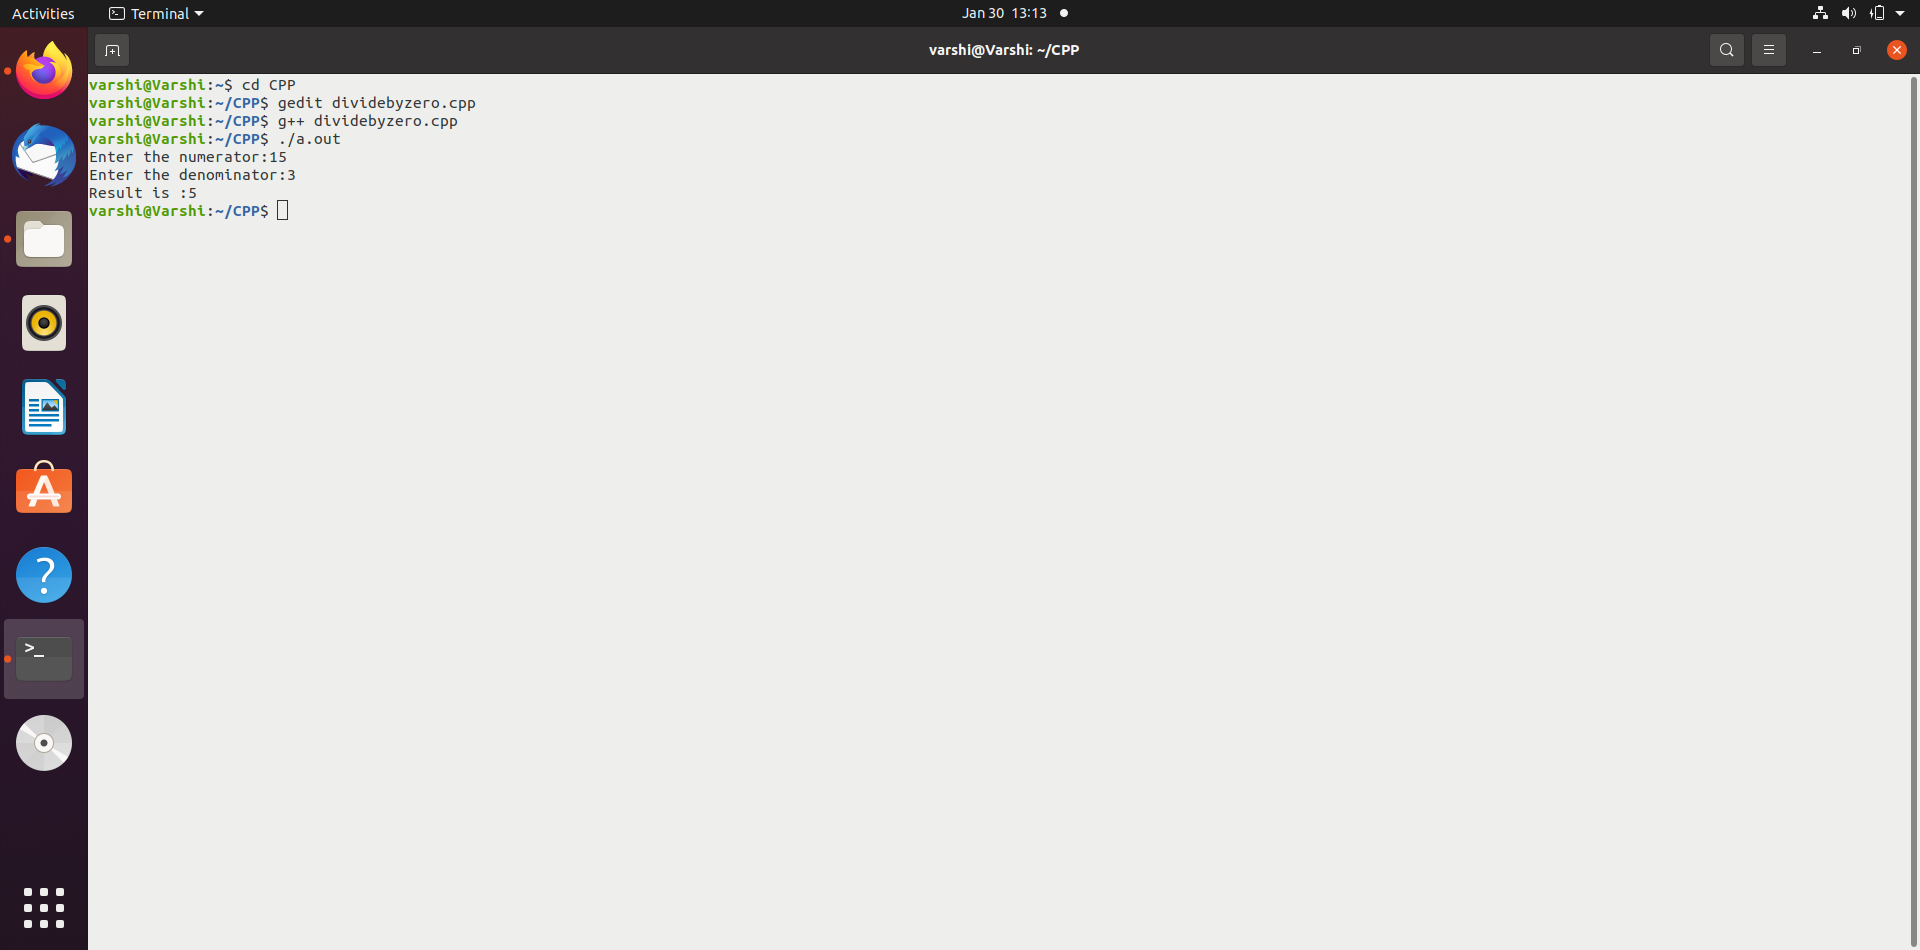 Activities Terminal Jan 30 13:13
varshi@Varshi: ~/CPP
varshi@Varshi:~$ cd CPP
varshi@Varshi:~/CPP$ gedit dividebyzero.cpp
varshi@Varshi:~/CPP$ g++ dividebyzero.cpp
varshi@Varshi:~/CPP$ ./a.out
Enter the numerator:15
Enter the denominator:3
Result is :5
varshi@Varshi:~/CPP$